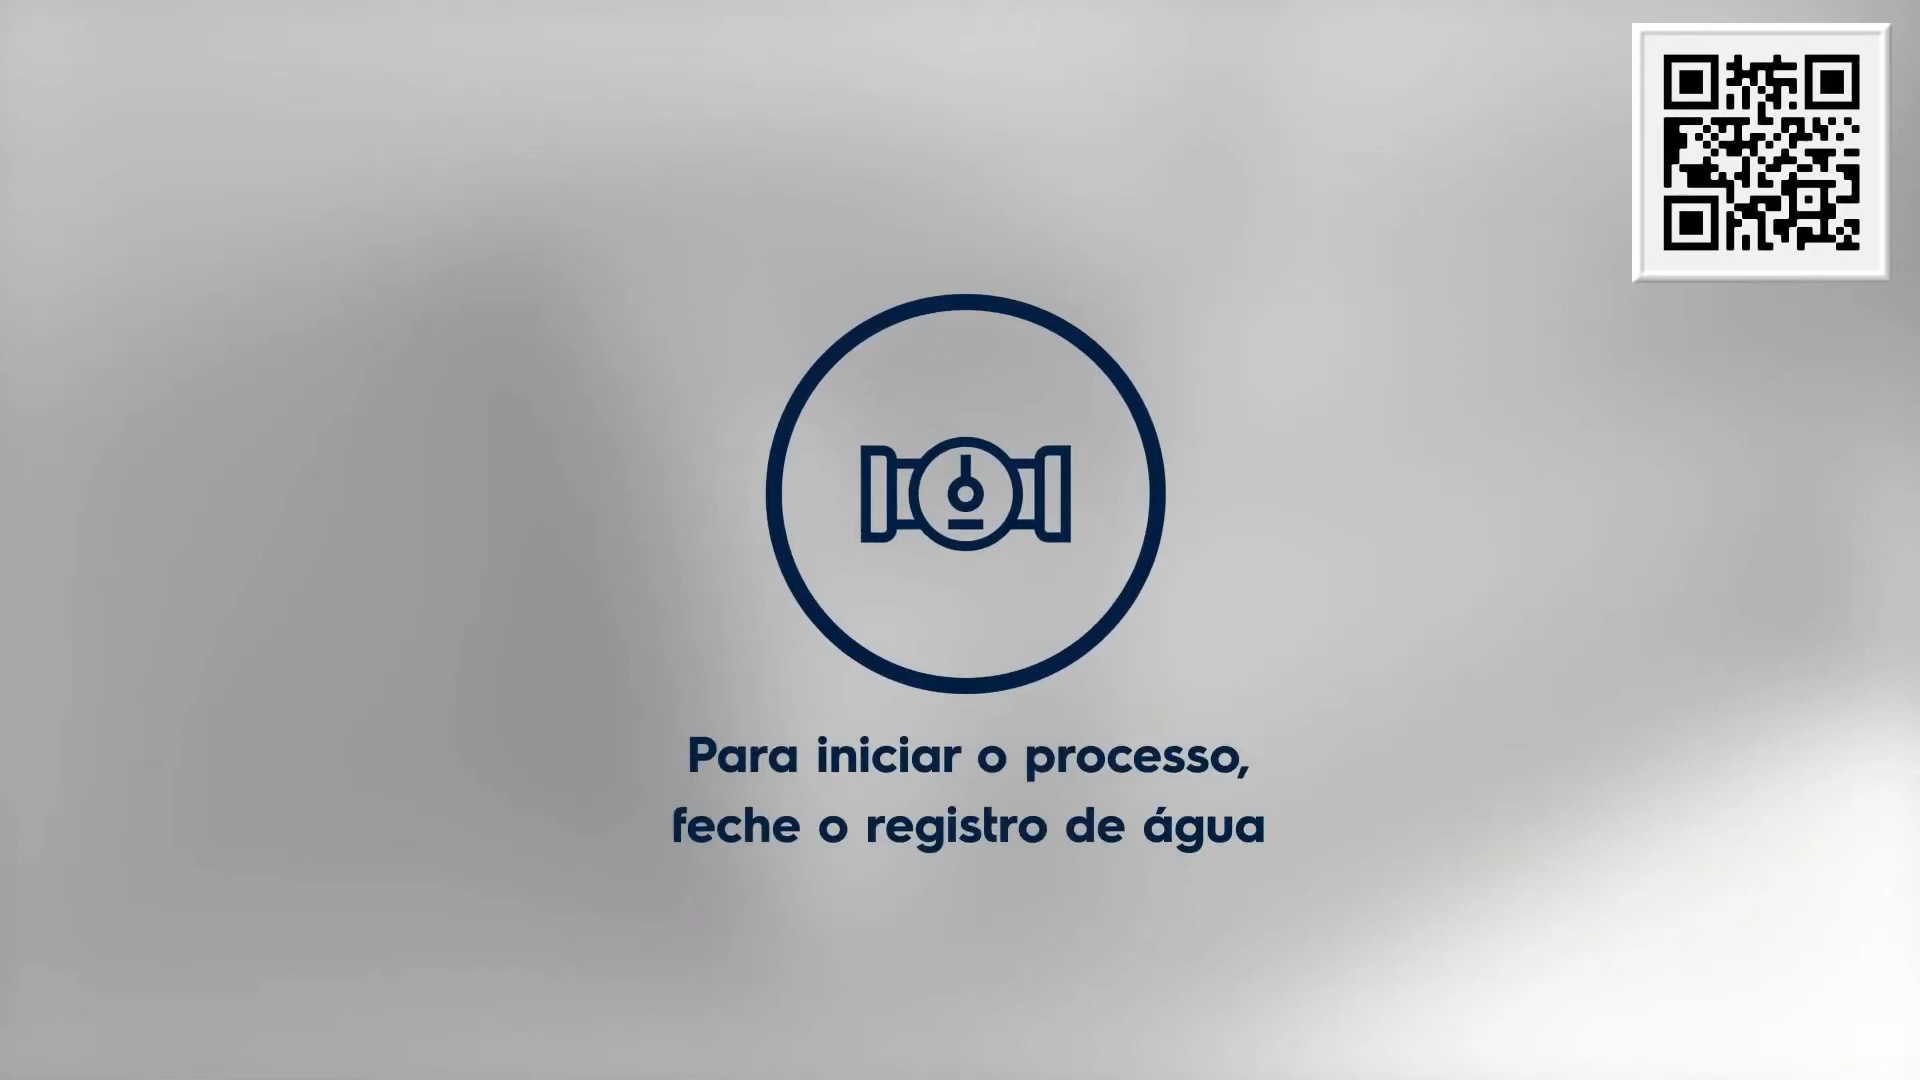 Para iniciar o processo,
feche o registro de água